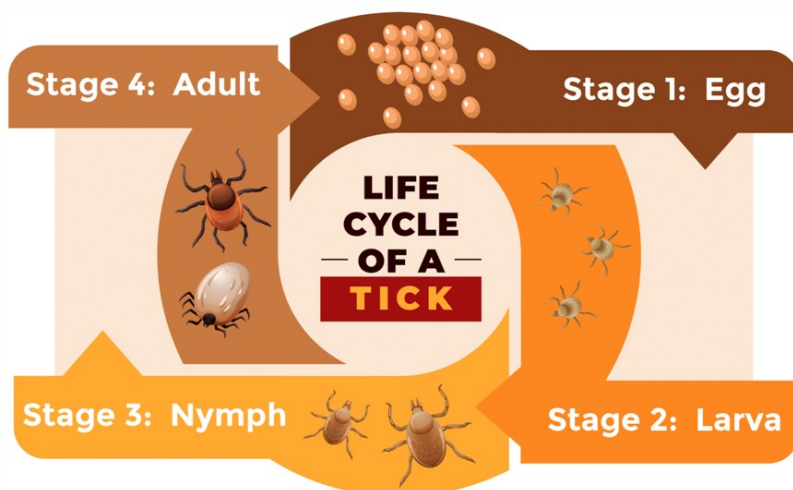 LIFE
CYCLE
OF A
TICK
Stage 1: Egg
Stage 2: Larva
Stage 3: Nymph
Stage 4: Adult